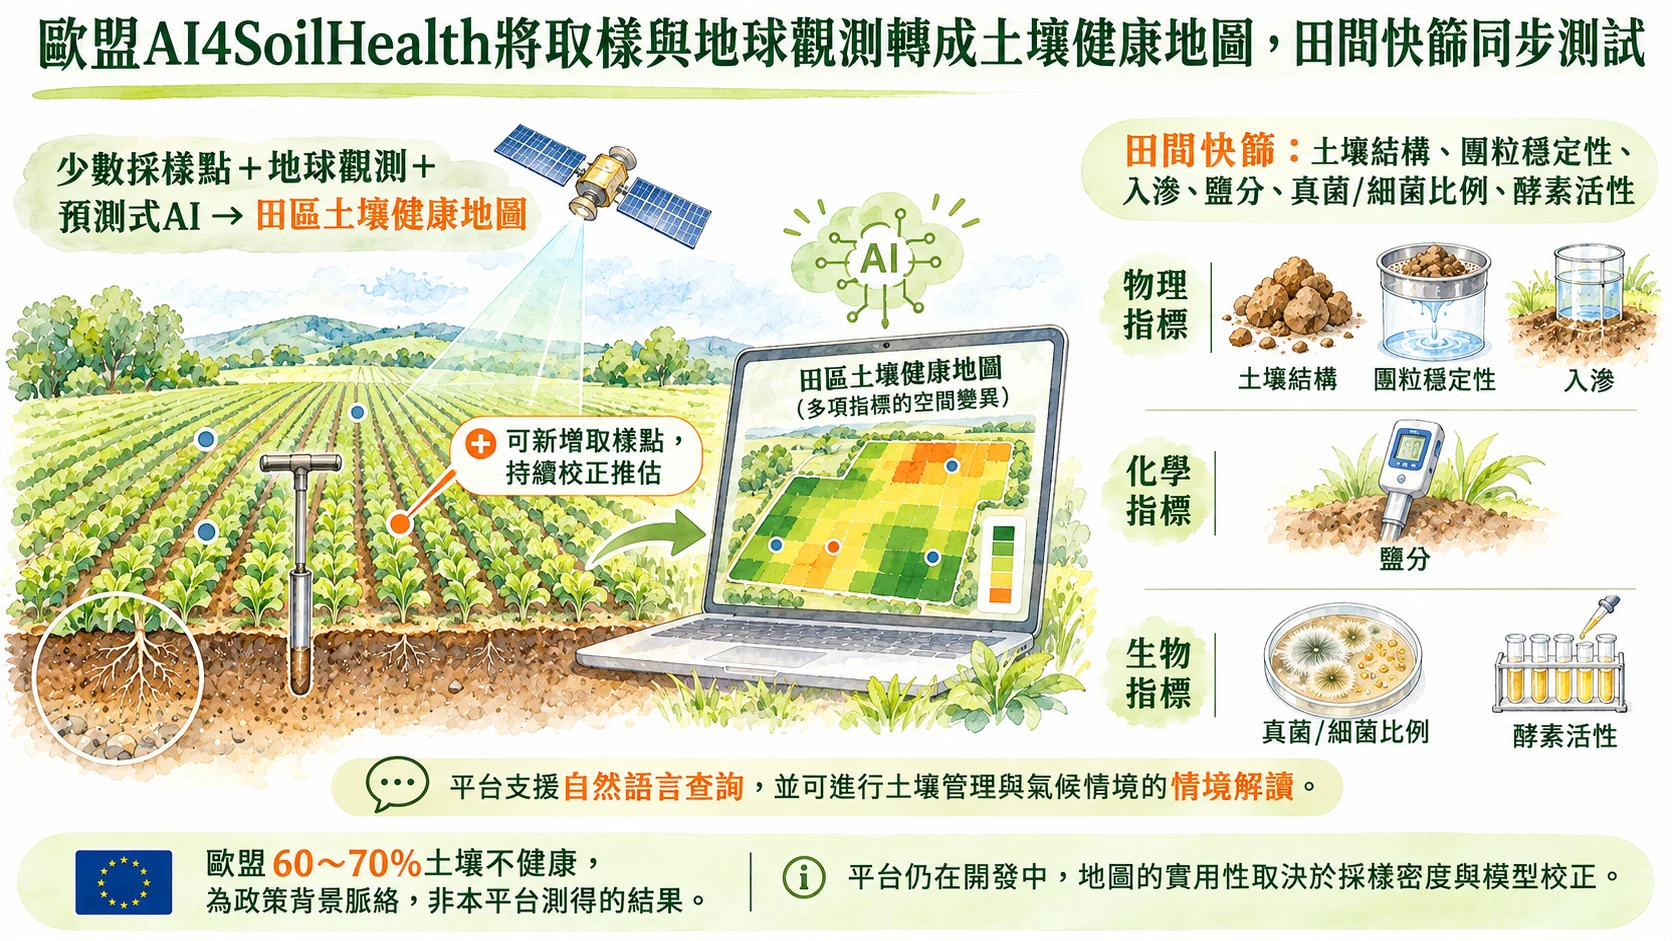 歐盟AI4SoilHealth將取樣與地球觀測轉成土壤健康地圖，田間快篩同步測試
少數採樣點＋地球觀測＋
預測式AI → 田區土壤健康地圖
AI
可新增取樣點，
持續校正推估
田區土壤健康地圖
（多項指標的空間變異）
田間快篩：土壤結構、團粒穩定性、
入滲、鹽分、真菌/細菌比例、酵素活性
物理
指標
土壤結構
團粒穩定性
入滲
化學
指標
鹽分
生物
指標
真菌/細菌比例
酵素活性
平台支援自然語言查詢，並可進行土壤管理與氣候情境的情境解讀。
歐盟 60～70%土壤不健康，
為政策背景脈絡，非本平台測得的結果。
平台仍在開發中，地圖的實用性取決於採樣密度與模型校正。